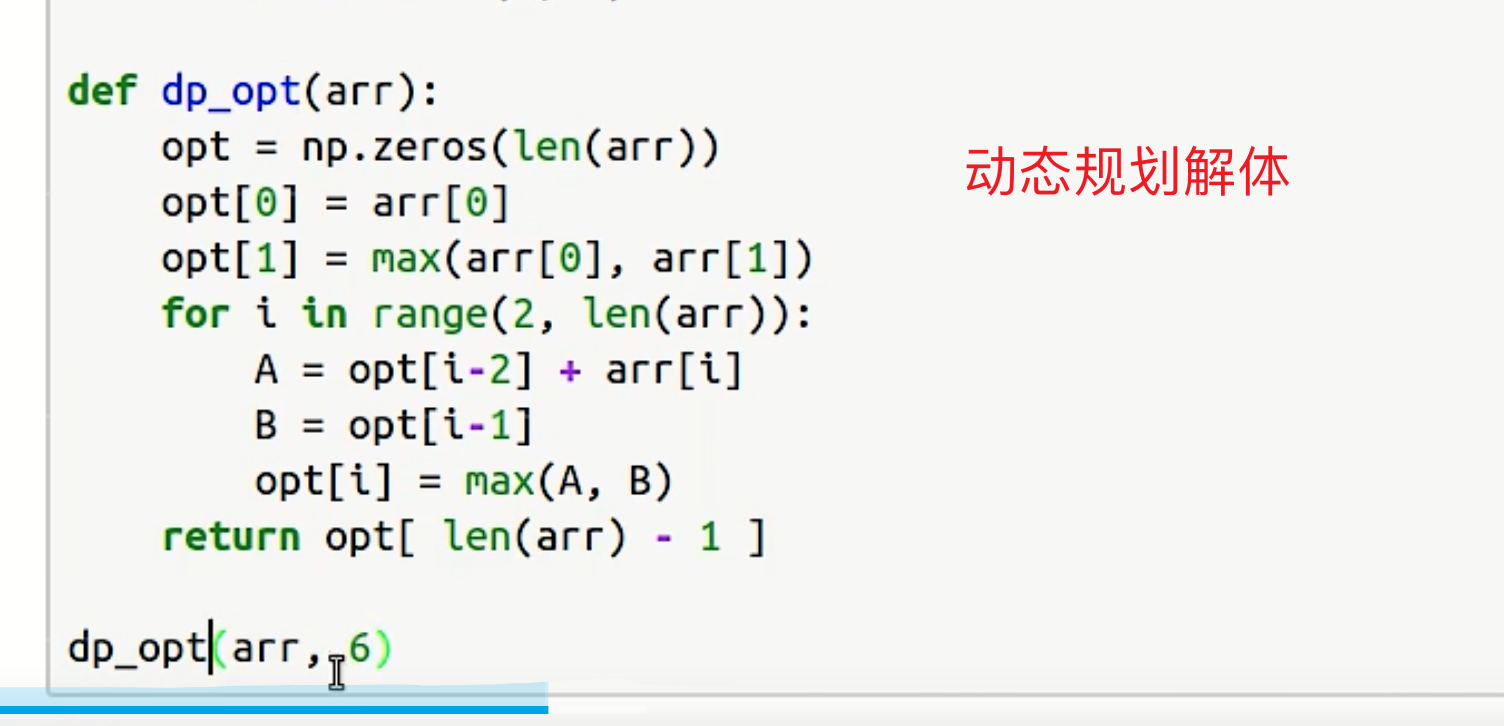 def dp_opt(arr):
    opt = np.zeros(len(arr))
动态规划解体
    opt[0] = arr[0]
    opt[1] = max(arr[0], arr[1])
    for i in range(2, len(arr)):
        A = opt[i-2] + arr[i]
        B = opt[i-1]
        opt[i] = max(A, B)
    return opt[ len(arr) - 1 ]
dp_opt(arr, 6)